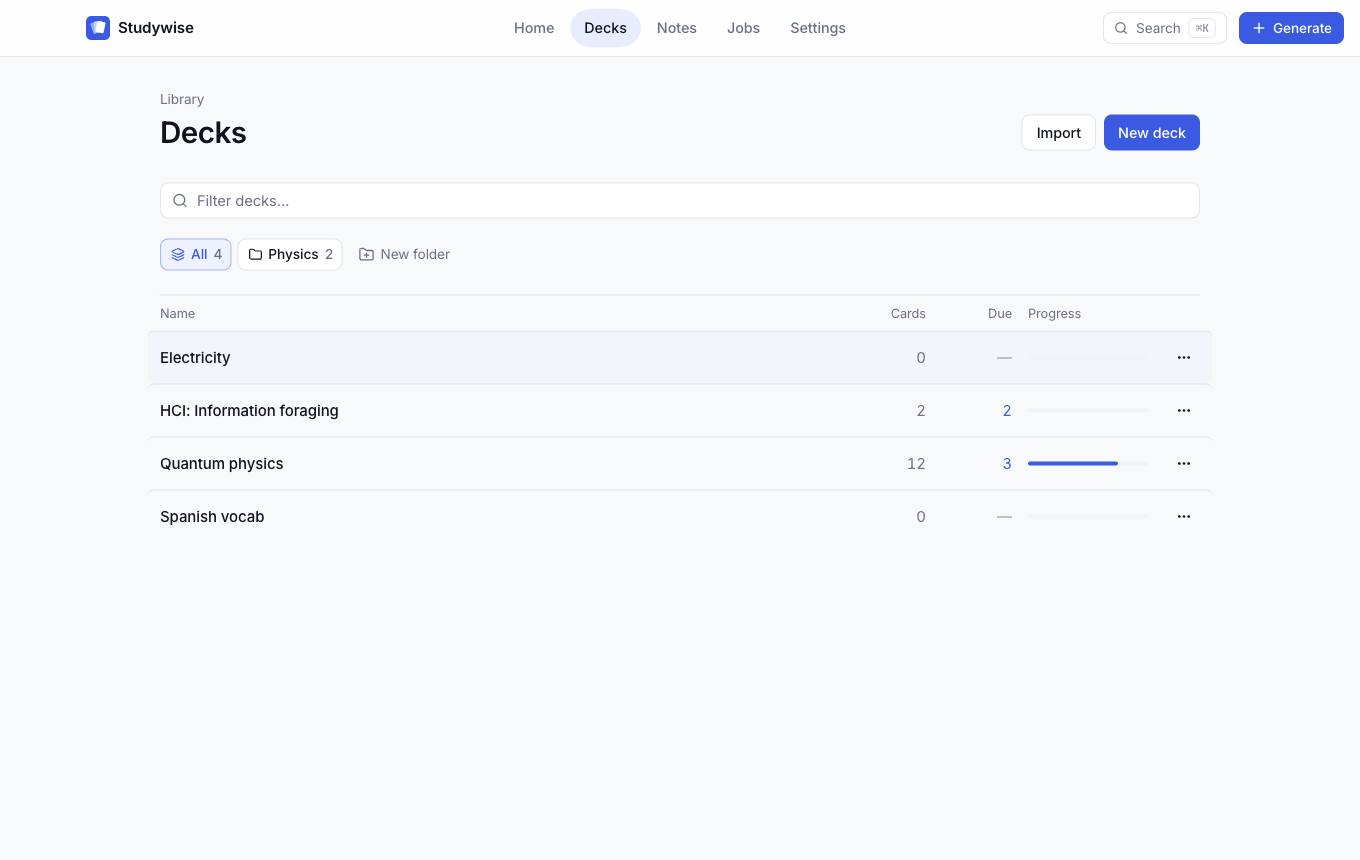 Studywise
Home Decks Notes Jobs Settings
Search ⌘K
Generate
Library
Decks
Import New deck
Filter decks...
All 4 Physics 2 New folder
Name Cards Due Progress
Electricity 0 —
HCI: Information foraging 2 2
Quantum physics 12 3
Spanish vocab 0 —